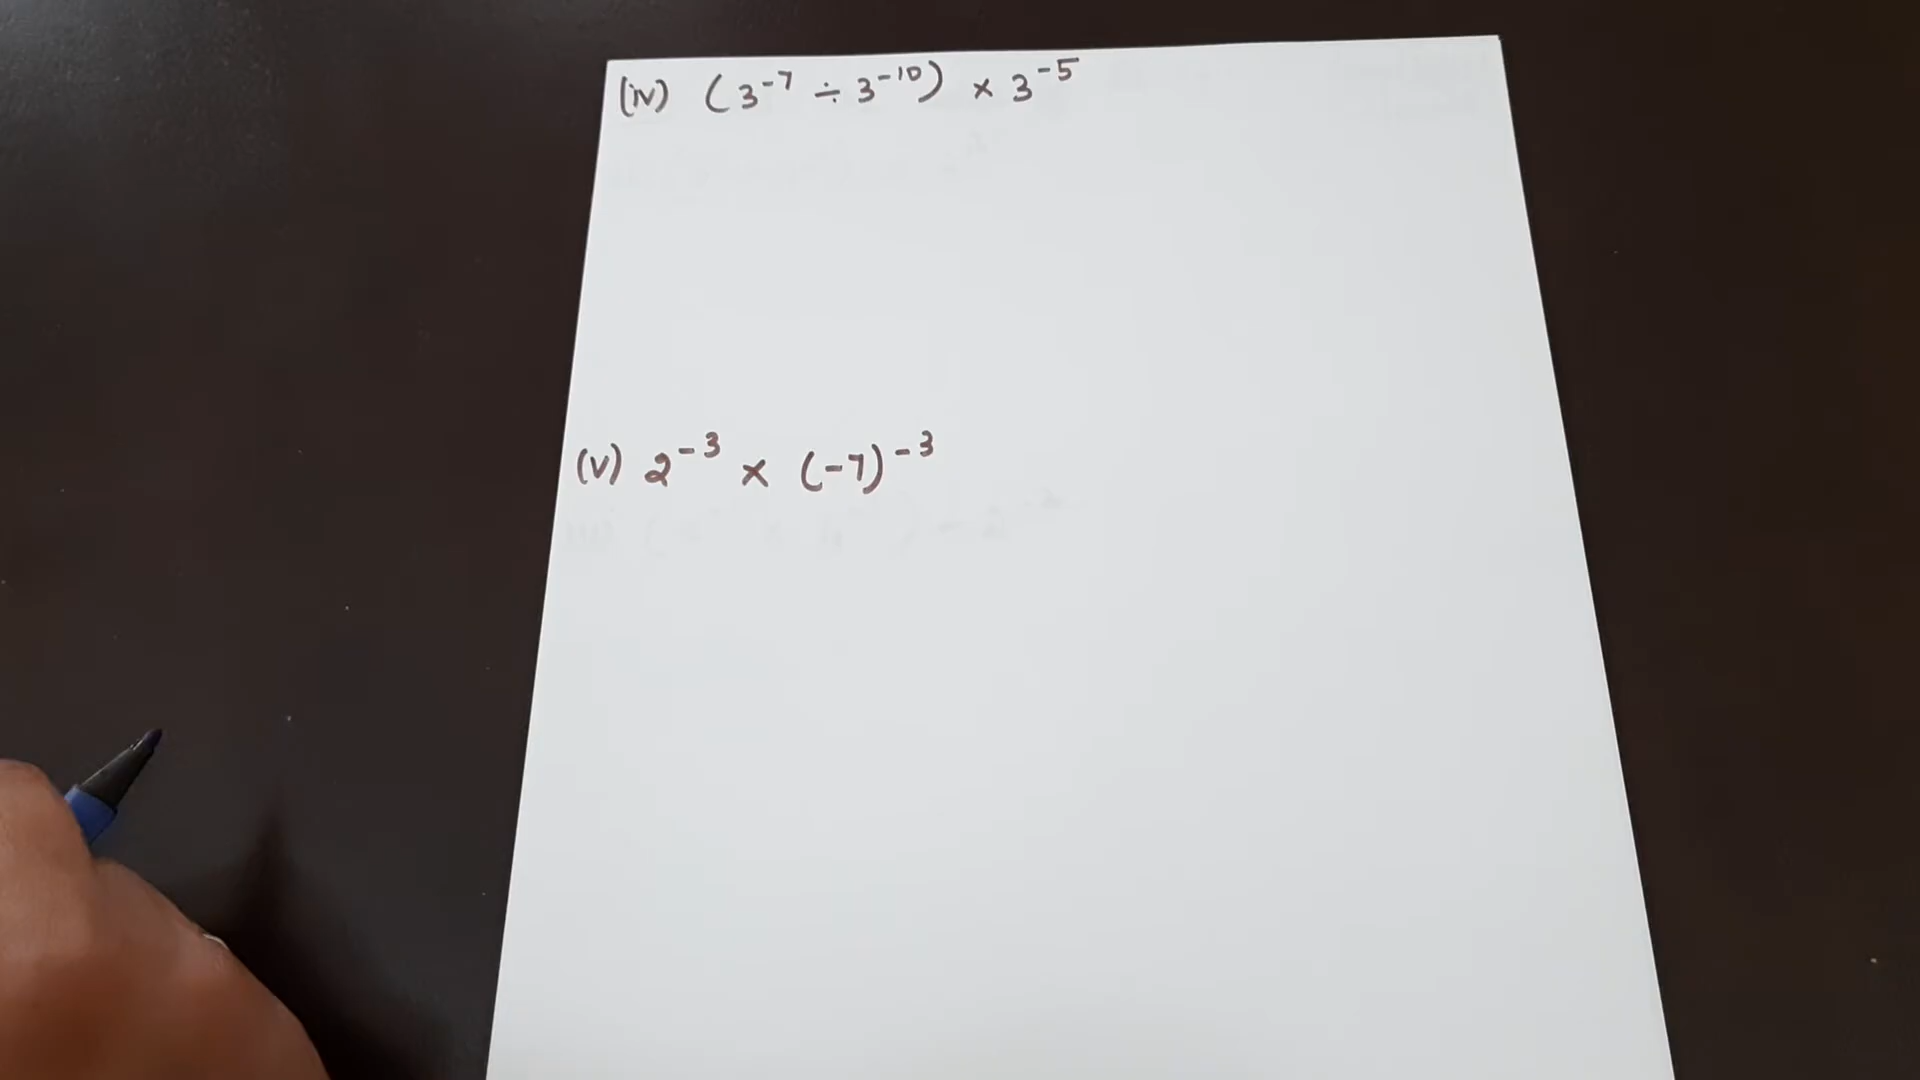 (iv) (3⁻⁷ ÷ 3⁻¹⁰) × 3⁻⁵
(v) 2⁻³ × (-7)⁻³